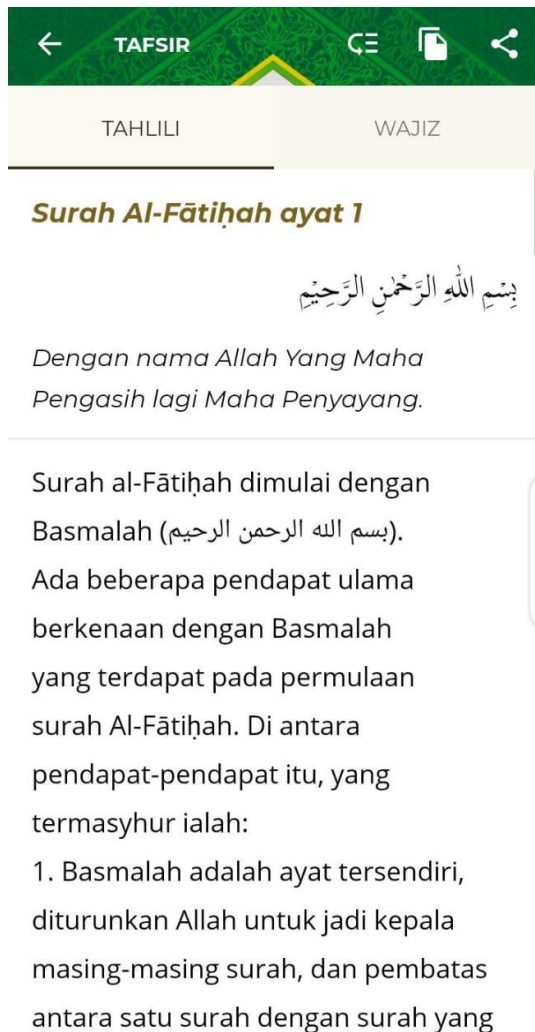 TAFSIR
TAHLILI
WAJIZ
Surah Al-Fātiḥah ayat 1
بِسْمِ اللّٰهِ الرَّحْمٰنِ الرَّحِيْمِ
Dengan nama Allah Yang Maha
Pengasih lagi Maha Penyayang.
Surah al-Fātiḥah dimulai dengan
Basmalah (بسم الله الرحمن الرحيم).
Ada beberapa pendapat ulama
berkenaan dengan Basmalah
yang terdapat pada permulaan
surah Al-Fātiḥah. Di antara
pendapat-pendapat itu, yang
termasyhur ialah:
1. Basmalah adalah ayat tersendiri,
diturunkan Allah untuk jadi kepala
masing-masing surah, dan pembatas
antara satu surah dengan surah yang